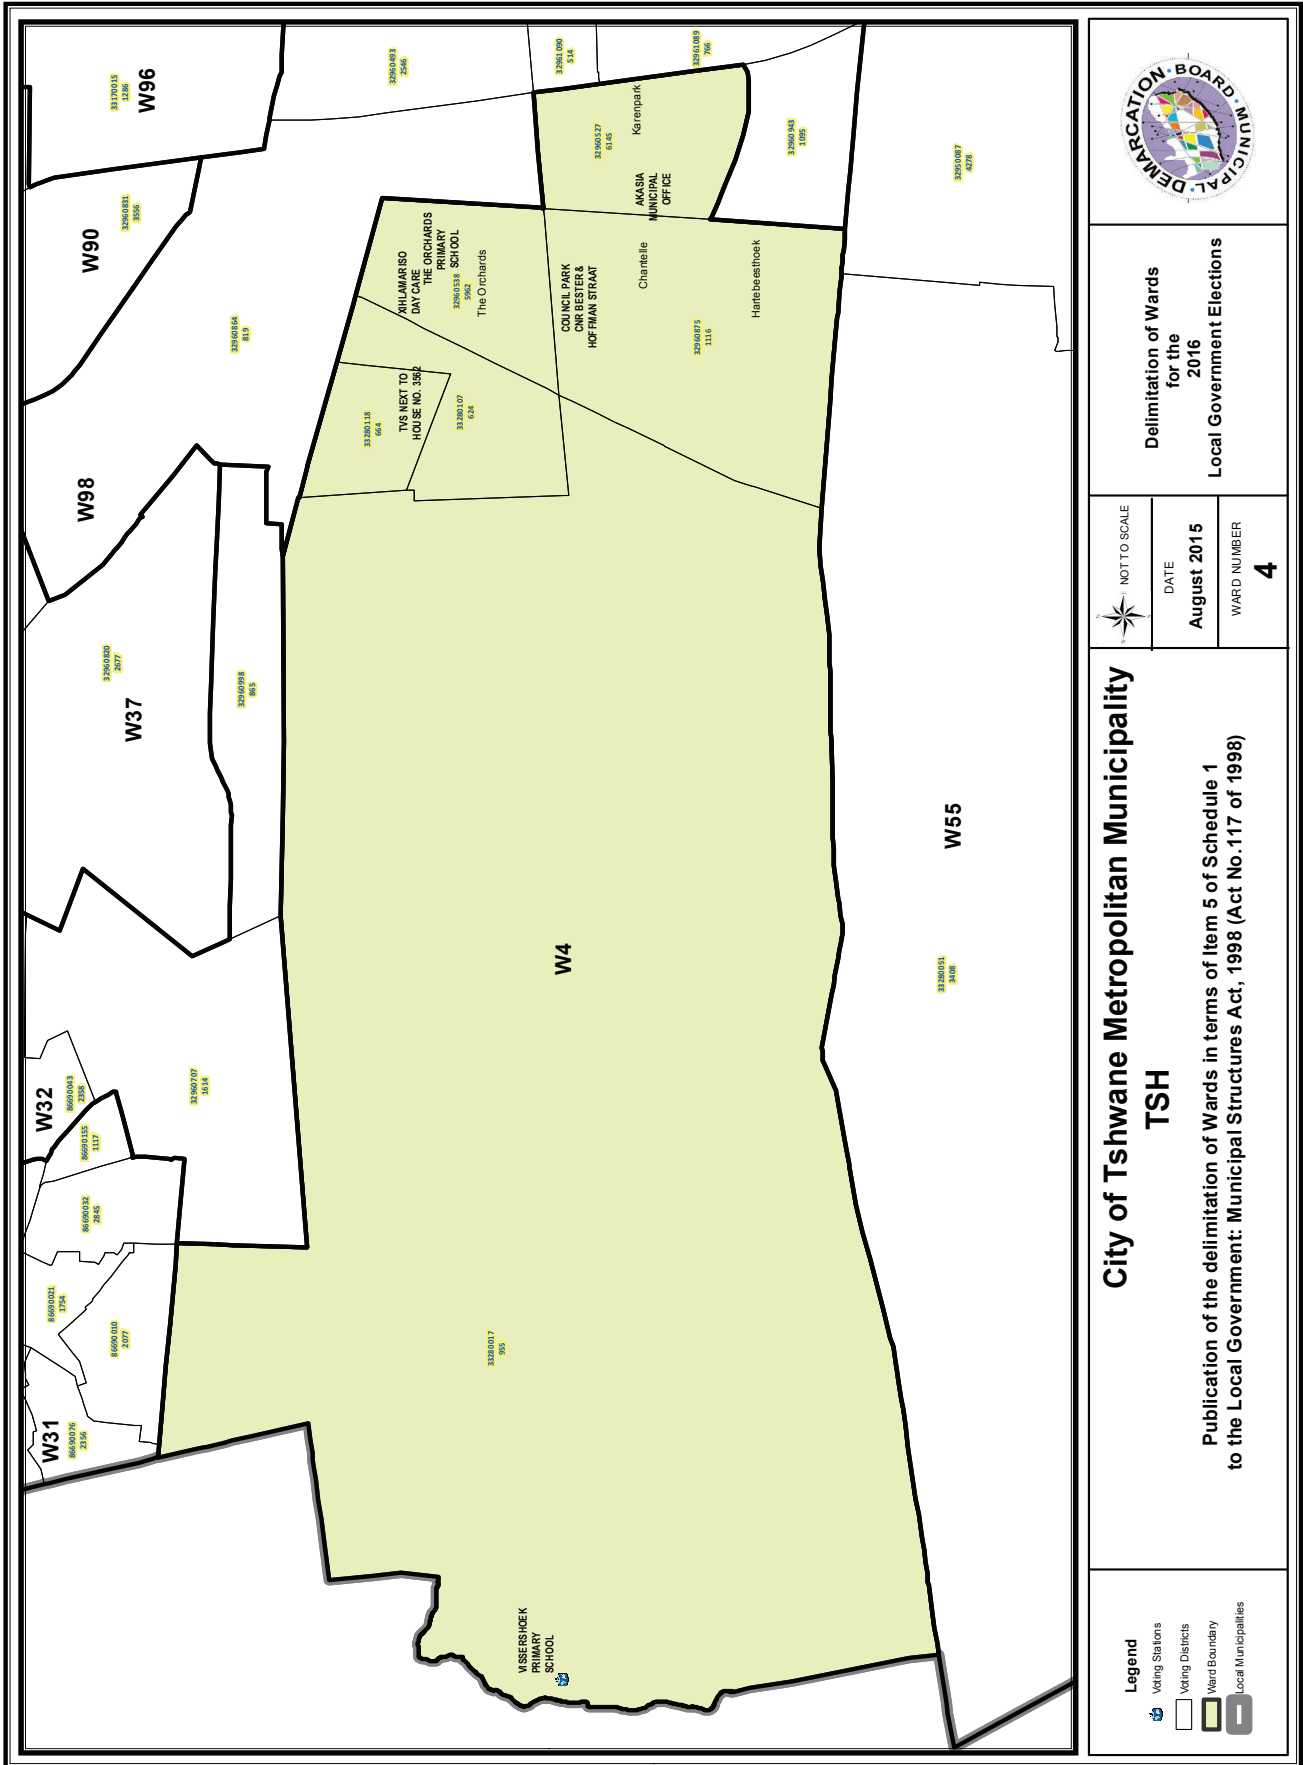 W96
33170015
1286
W90
32960831
3556
32960493
2546
32961090
514
32961089
766
32960864
819
W98
XIHLAMARISO
DAY CARE
THE ORCHARDS
PRIMARY
SCHOOL
32960538
5962
The Orchards
32960527
6145
Karenpark
AKASIA
MUNICIPAL
OFFICE
32960943
1095
32950087
4278
COUNCIL PARK
CNR BESTER &
HOFFMAN STRAAT
Chantelle
Hartebeesthoek
32960875
1116
33280118
664
TVS NEXT TO
HOUSE NO. 3562
33280107
624
32960820
2677
W37
32960998
865
W4
W55
33280051
3408
W32
86690043
2358
86690155
1117
32960707
1614
86690032
2845
86690021
1754
86690010
2077
W31
86690076
2356
33280017
955
VISSERSHOEK
PRIMARY
SCHOOL
Legend
Voting Stations
Voting Districts
Ward Boundary
Local Municipalities
City of Tshwane Metropolitan Municipality
TSH
Publication of the delimitation of Wards in terms of Item 5 of Schedule 1
to the Local Government: Municipal Structures Act, 1998 (Act No.117 of 1998)
N
W
E
S
NOT TO SCALE
DATE
August 2015
WARD NUMBER
4
Delimitation of Wards
for the
2016
Local Government Elections
MUNICIPAL • DEMARCATION • BOARD •